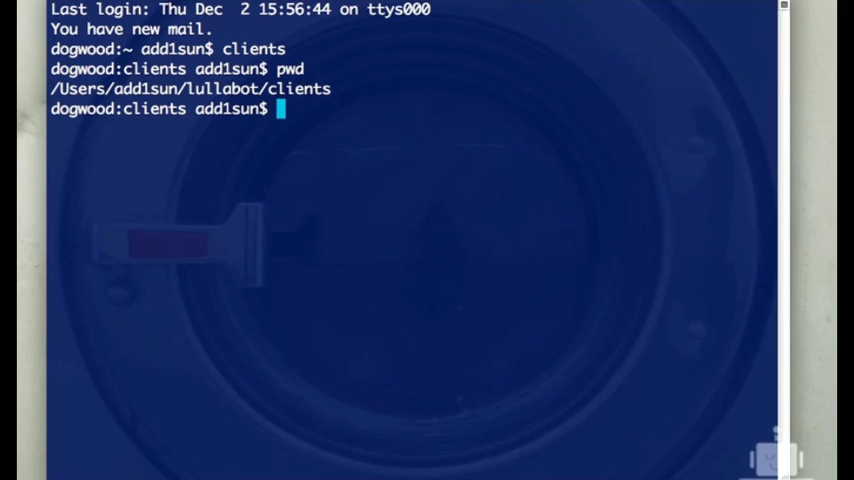 Last login: Thu Dec  2 15:56:44 on ttys000
You have new mail.
dogwood:~ add1sun$ clients
dogwood:clients add1sun$ pwd
/Users/add1sun/lullabot/clients
dogwood:clients add1sun$